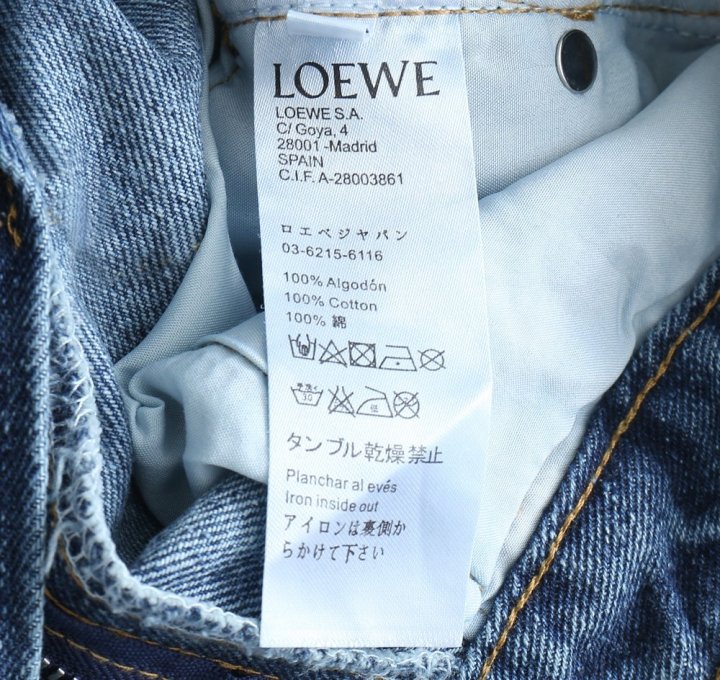 LOEWE
LOEWE S.A.
C/ Goya, 4
28001 -Madrid
SPAIN
C.I.F. A-28003861
ロエベジャパン
03-6215-6116
100% Algodón
100% Cotton
100% 綿
タンブル乾燥禁止
Planchar al evés
Iron inside out
アイロンは裏側か
らかけて下さい